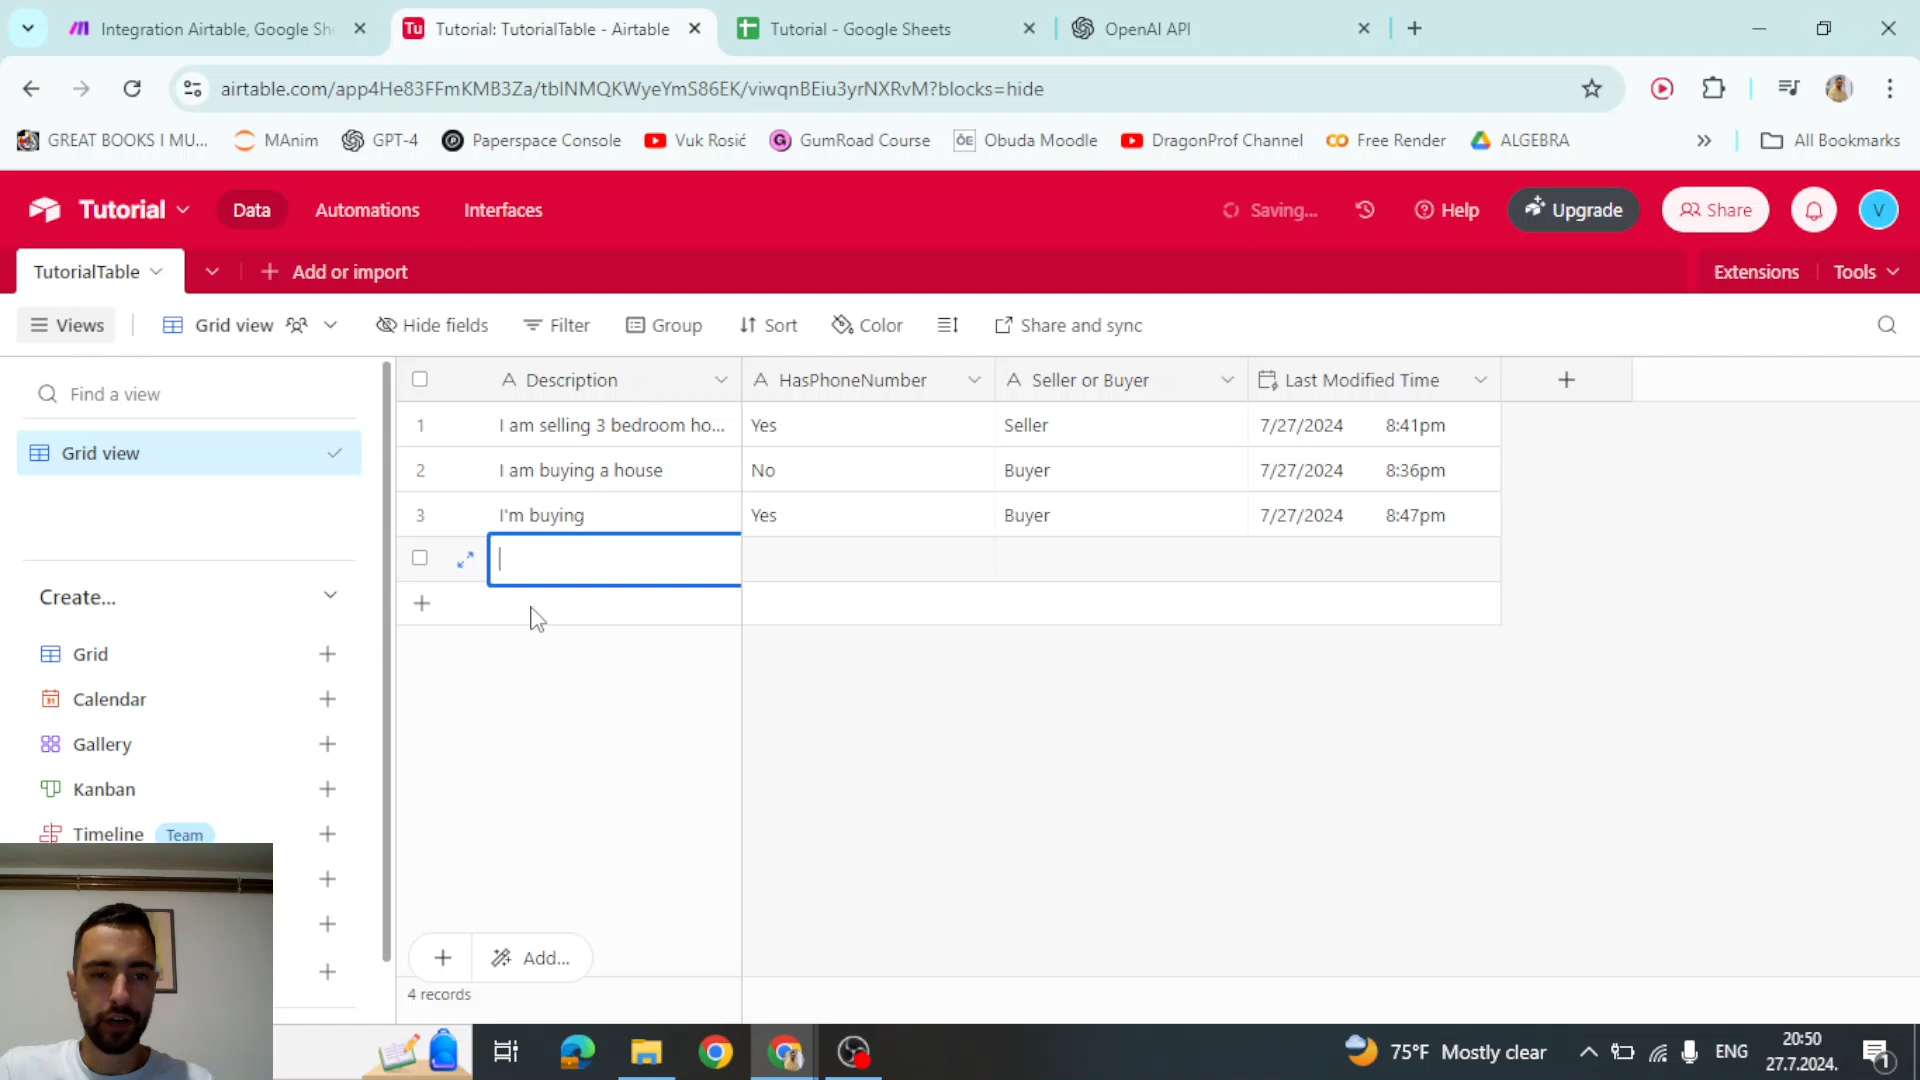 Integration Airtable, Google She
Tu Tutorial: TutorialTable - Airtable
Tutorial - Google Sheets
OpenAI API
airtable.com/app4He83FFmKMB3Za/tblNMQKWyeYmS86EK/viwqnBEiu3yrNXRvM?blocks=hide
GREAT BOOKS I MU...
MAnim
GPT-4
Paperspace Console
Vuk Rosić
GumRoad Course
Obuda Moodle
DragonProf Channel
Free Render
ALGEBRA
All Bookmarks
Tutorial
Data
Automations
Interfaces
Saving...
Help
Upgrade
Share
V
TutorialTable
Add or import
Extensions
Tools
Views
Grid view
Hide fields
Filter
Group
Sort
Color
Share and sync
Find a view
Description
HasPhoneNumber
Seller or Buyer
Last Modified Time
1 I am selling 3 bedroom ho... Yes Seller 7/27/2024 8:41pm
Grid view
2 I am buying a house No Buyer 7/27/2024 8:36pm
3 I'm buying Yes Buyer 7/27/2024 8:47pm
Create...
Grid
Calendar
Gallery
Kanban
Timeline Team
Add...
4 records
75°F Mostly clear
ENG
20:50
27.7.2024.
1